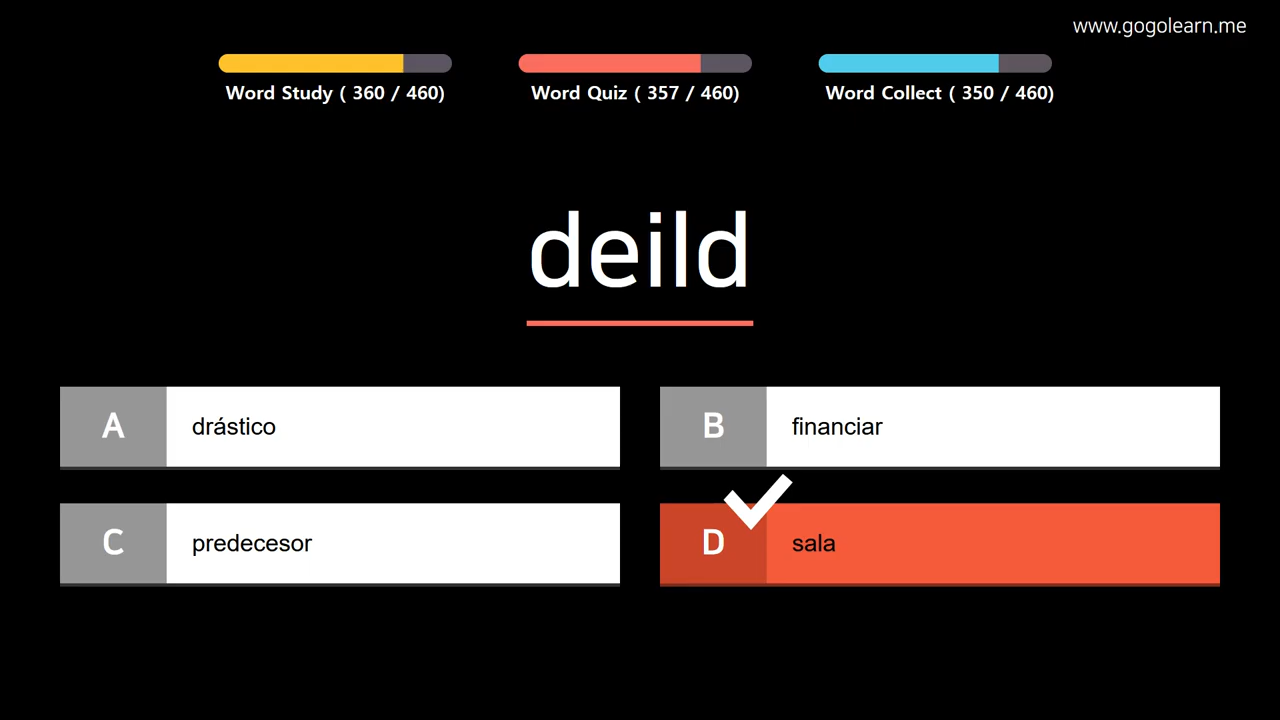 www.gogolearn.me
Word Study ( 360 / 460)
Word Quiz ( 357 / 460)
Word Collect ( 350 / 460)
deild
A drástico
B financiar
C predecesor
D sala